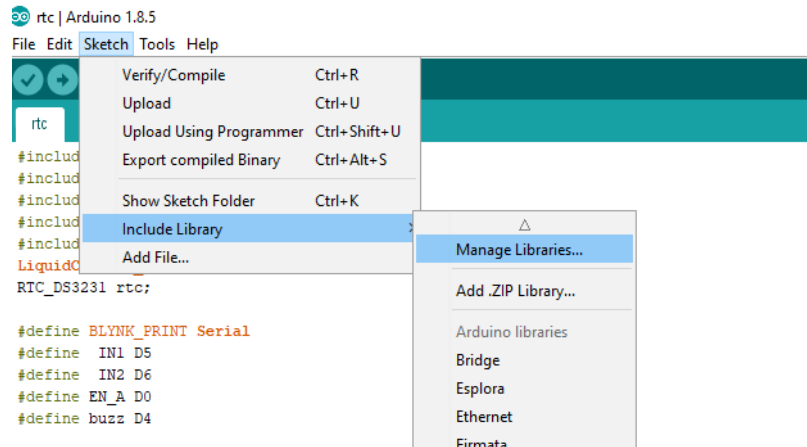 rtc | Arduino 1.8.5
File Edit Sketch Tools Help
Verify/Compile Ctrl+R
Upload Ctrl+U
Upload Using Programmer Ctrl+Shift+U
Export compiled Binary Ctrl+Alt+S
Show Sketch Folder Ctrl+K
Include Library
Add File...
Manage Libraries...
Add .ZIP Library...
Arduino libraries
Bridge
Esplora
Ethernet
Firmata
rtc
#includ
#includ
#includ
#includ
#includ
LiquidC
RTC_DS3231 rtc;
#define BLYNK_PRINT Serial
#define IN1 D5
#define IN2 D6
#define EN_A D0
#define buzz D4